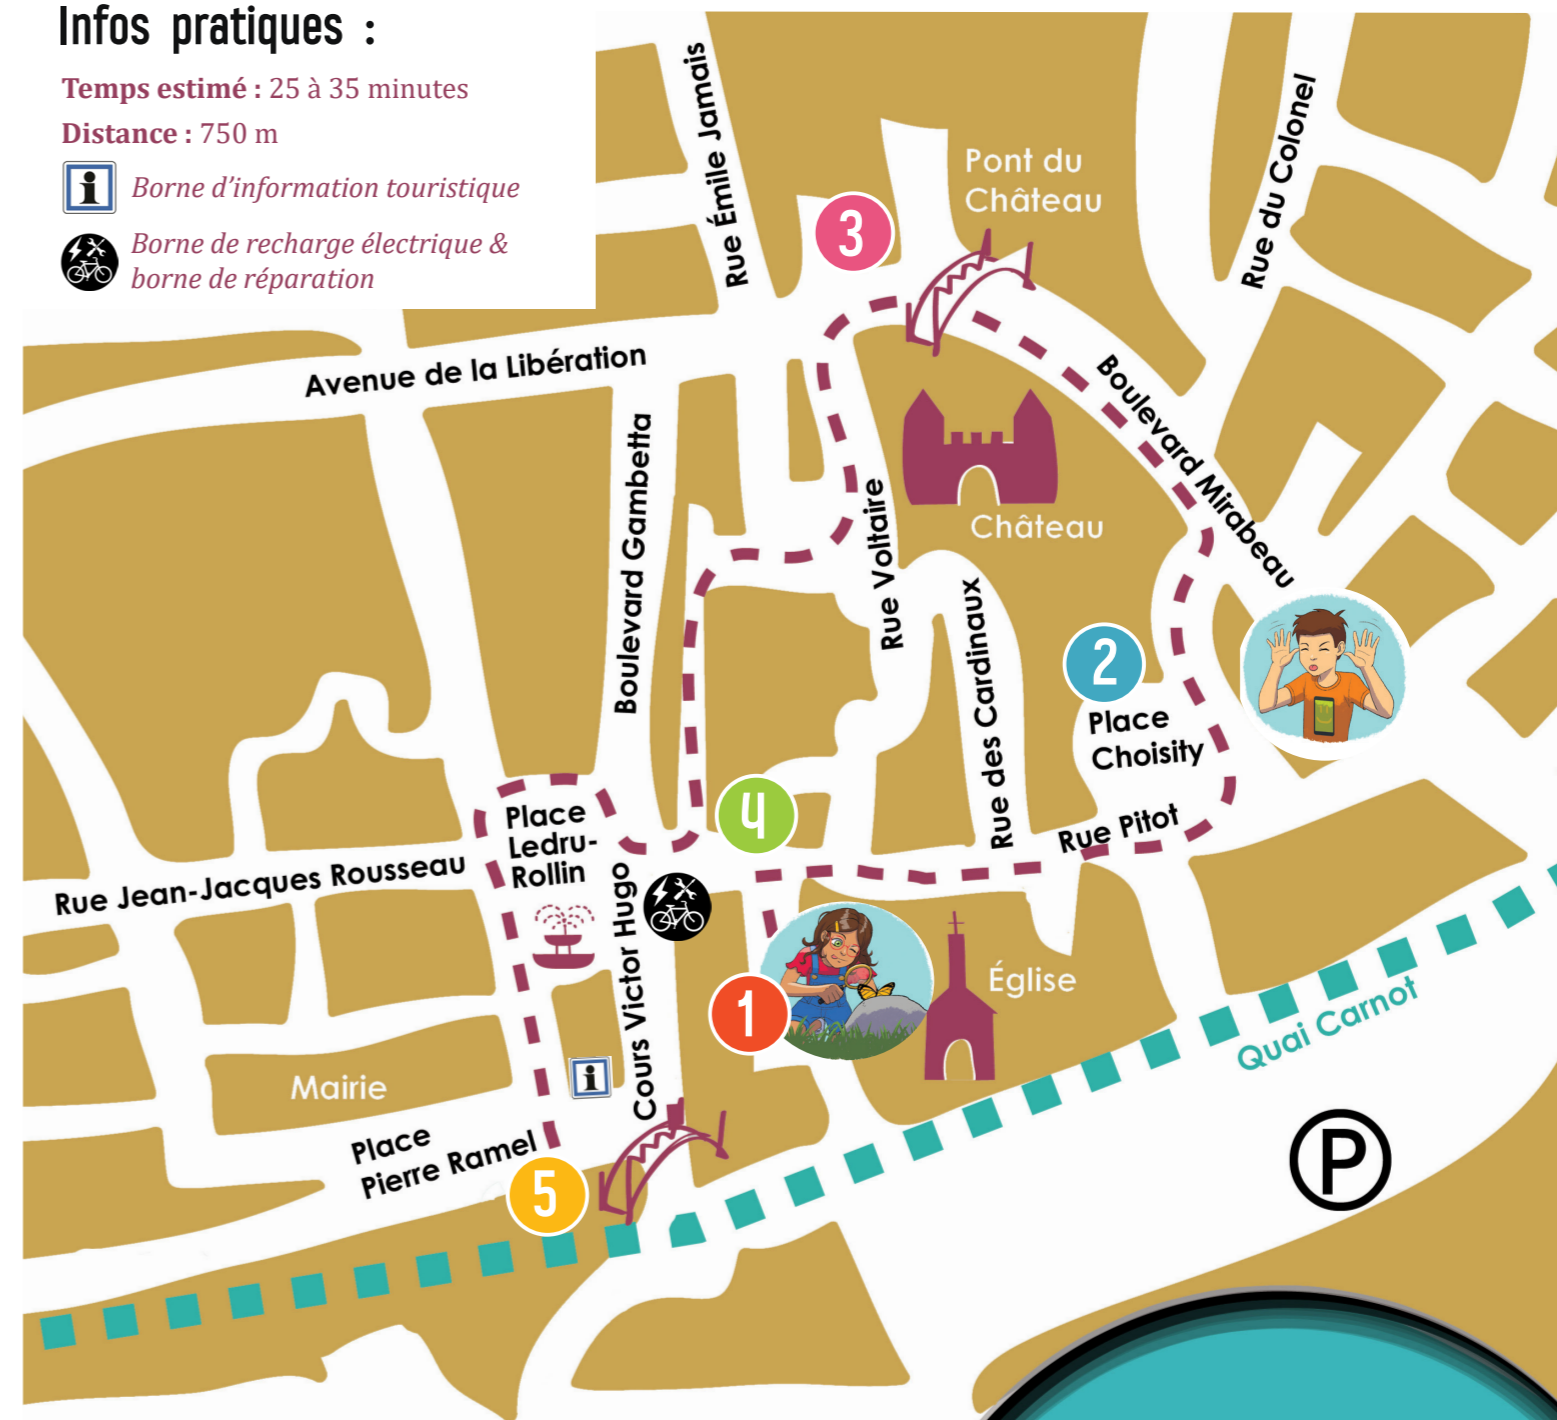 Infos pratiques :
Temps estimé : 25 à 35 minutes
Distance : 750 m
i
Borne d'information touristique
Borne de recharge électrique &
borne de réparation
Rue Émile Jamais
Pont du
Château
Rue du Colonel
3
Avenue de la Libération
Boulevard Gambetta
Boulevard Mirabeau
Château
Rue Voltaire
Rue des Cardinaux
2
Place
Choisity
Rue Pitot
4
Place
Ledru-
Rollin
Rue Jean-Jacques Rousseau
Cours Victor Hugo
1
Église
Quai Carnot
i
Mairie
Place
Pierre Ramel
5
P